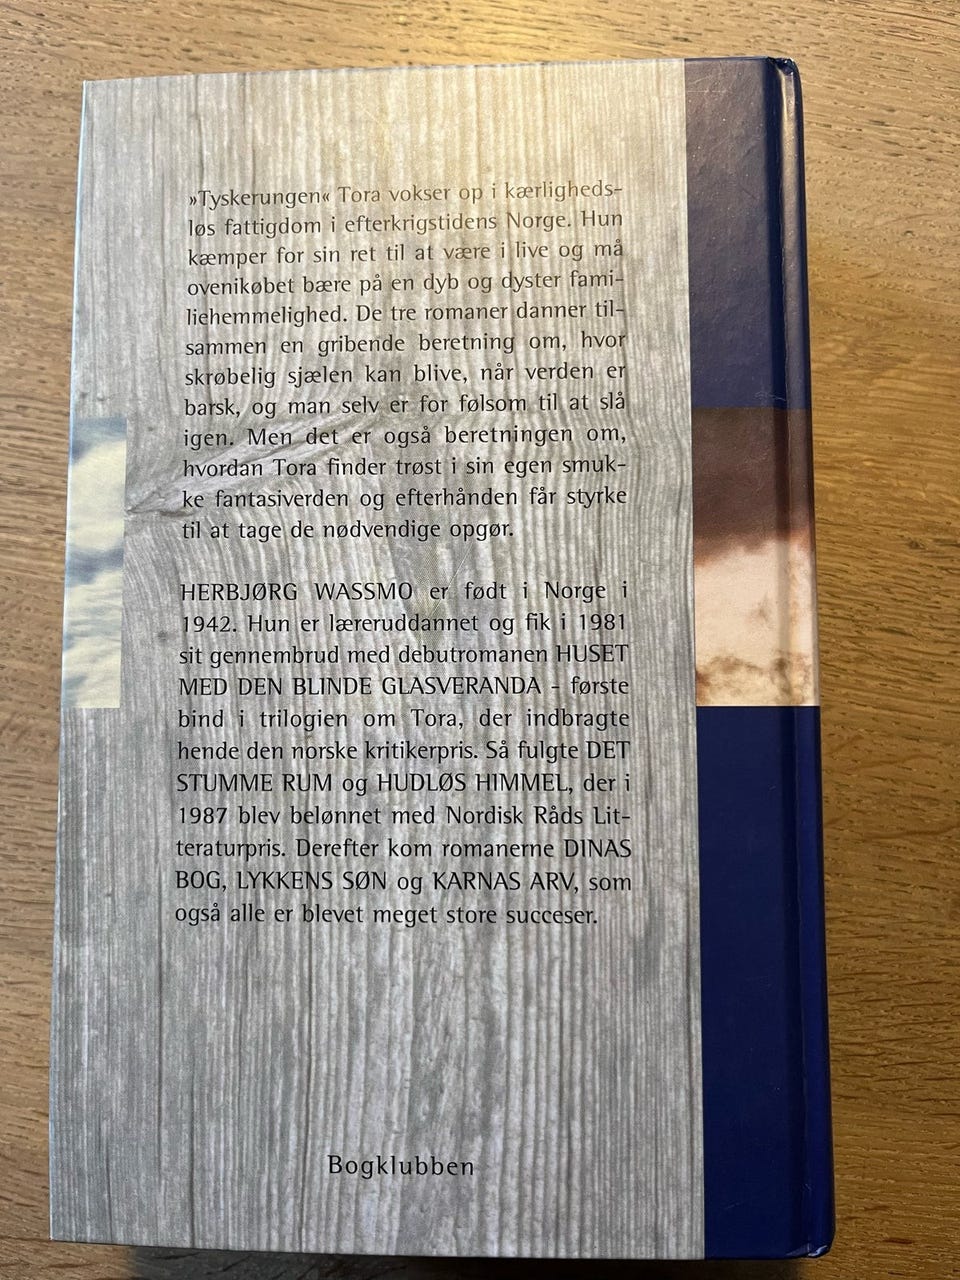 »Tyskerungen« Tora vokser op i kærligheds-
løs fattigdom i efterkrigstidens Norge. Hun
kæmper for sin ret til at være i live og må
ovenikøbet bære på en dyb og dyster fami-
liehemmelighed. De tre romaner danner til-
sammen en gribende beretning om, hvor
skrøbelig sjælen kan blive, når verden er
barsk, og man selv er for følsom til at slå
igen. Men det er også beretningen om,
hvordan Tora finder trøst i sin egen smuk-
ke fantasiverden og efterhånden får styrke
til at tage de nødvendige opgør.
HERBJØRG WASSMO er født i Norge i
1942. Hun er læreruddannet og fik i 1981
sit gennembrud med debutromanen HUSET
MED DEN BLINDE GLASVERANDA – første
bind i trilogien om Tora, der indbragte
hende den norske kritikerpris. Så fulgte DET
STUMME RUM og HUDLØS HIMMEL, der i
1987 blev belønnet med Nordisk Råds Lit-
teraturpris. Derefter kom romanerne DINAS
BOG, LYKKENS SØN og KARNAS ARV, som
også alle er blevet meget store succeser.
Bogklubben